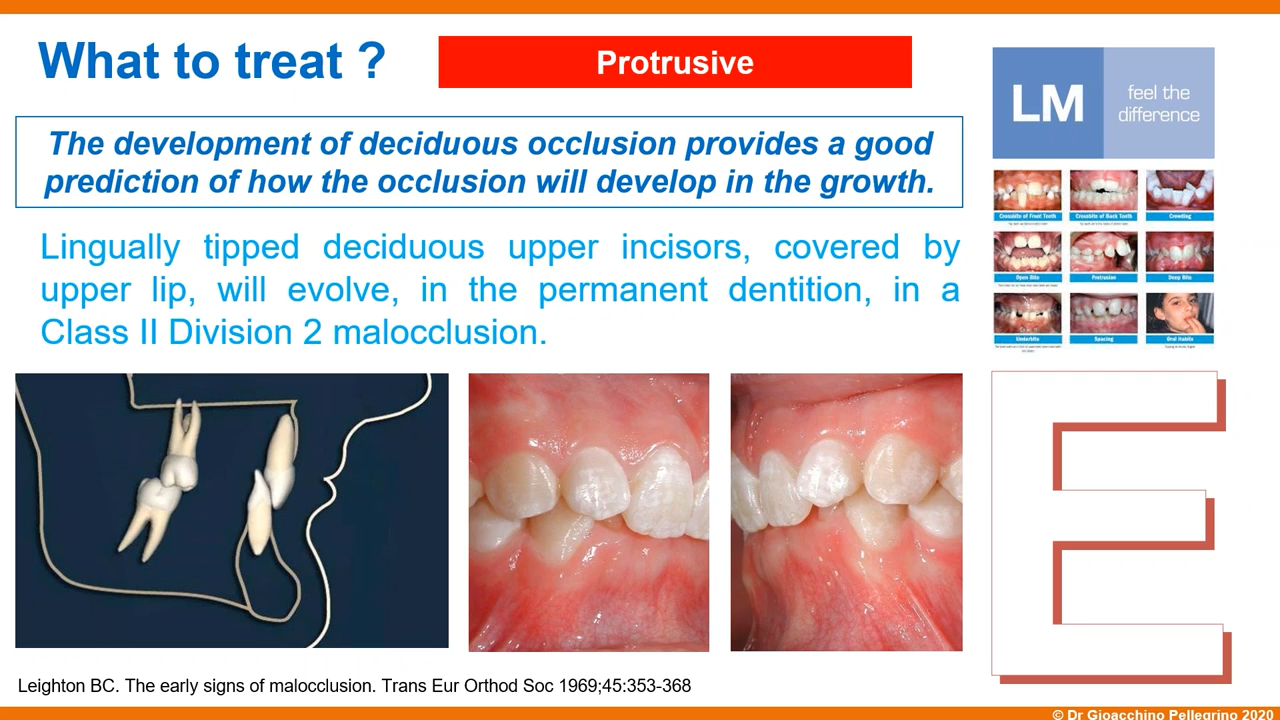 What to treat ?
Protrusive
LM
feel the
difference
The development of deciduous occlusion provides a good
prediction of how the occlusion will develop in the growth.
Lingually tipped deciduous upper incisors, covered by
upper lip, will evolve, in the permanent dentition, in a
Class II Division 2 malocclusion.
Crossbite of Front Teeth
Crossbite of Back Teeth
Crowding
Open Bite
Protrusion
Deep Bite
Underbite
Spacing
Oral Habits
E
Leighton BC. The early signs of malocclusion. Trans Eur Orthod Soc 1969;45:353-368
© Dr Gioacchino Pellegrino 2020